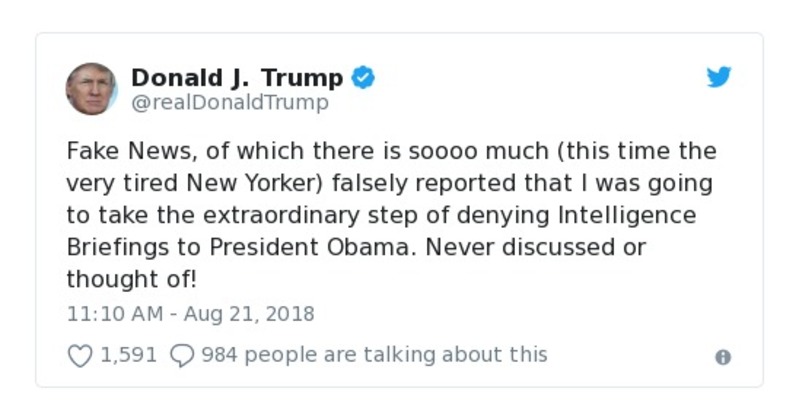 Donald J. Trump
@realDonaldTrump
Fake News, of which there is soooo much (this time the
very tired New Yorker) falsely reported that I was going
to take the extraordinary step of denying Intelligence
Briefings to President Obama. Never discussed or
thought of!
11:10 AM - Aug 21, 2018
1,591 984 people are talking about this